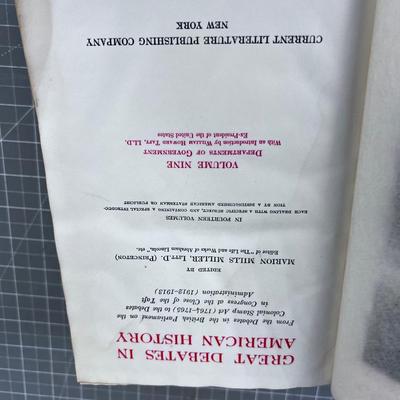 GREAT DEBATES IN
AMERICAN HISTORY
From the Debates in the British Parliament on the
Colonial Stamp Act (1764-1765) to the Debates
in Congress at the Close of the Taft
Administration (1912-1913)
EDITED BY
MARION MILLS MILLER, LITT.D. (PRINCETON)
Editor of "The Life and Works of Abraham Lincoln," etc.
IN FOURTEEN VOLUMES
EACH DEALING WITH A SPECIFIC SUBJECT, AND CONTAINING A SPECIAL INTRODUC-
TION BY A DISTINGUISHED AMERICAN STATESMAN OR PUBLICIST
VOLUME NINE
DEPARTMENTS OF GOVERNMENT
With an Introduction by WILLIAM HOWARD TAFT, LL.D.
Ex-President of the United States
CURRENT LITERATURE PUBLISHING COMPANY
NEW YORK